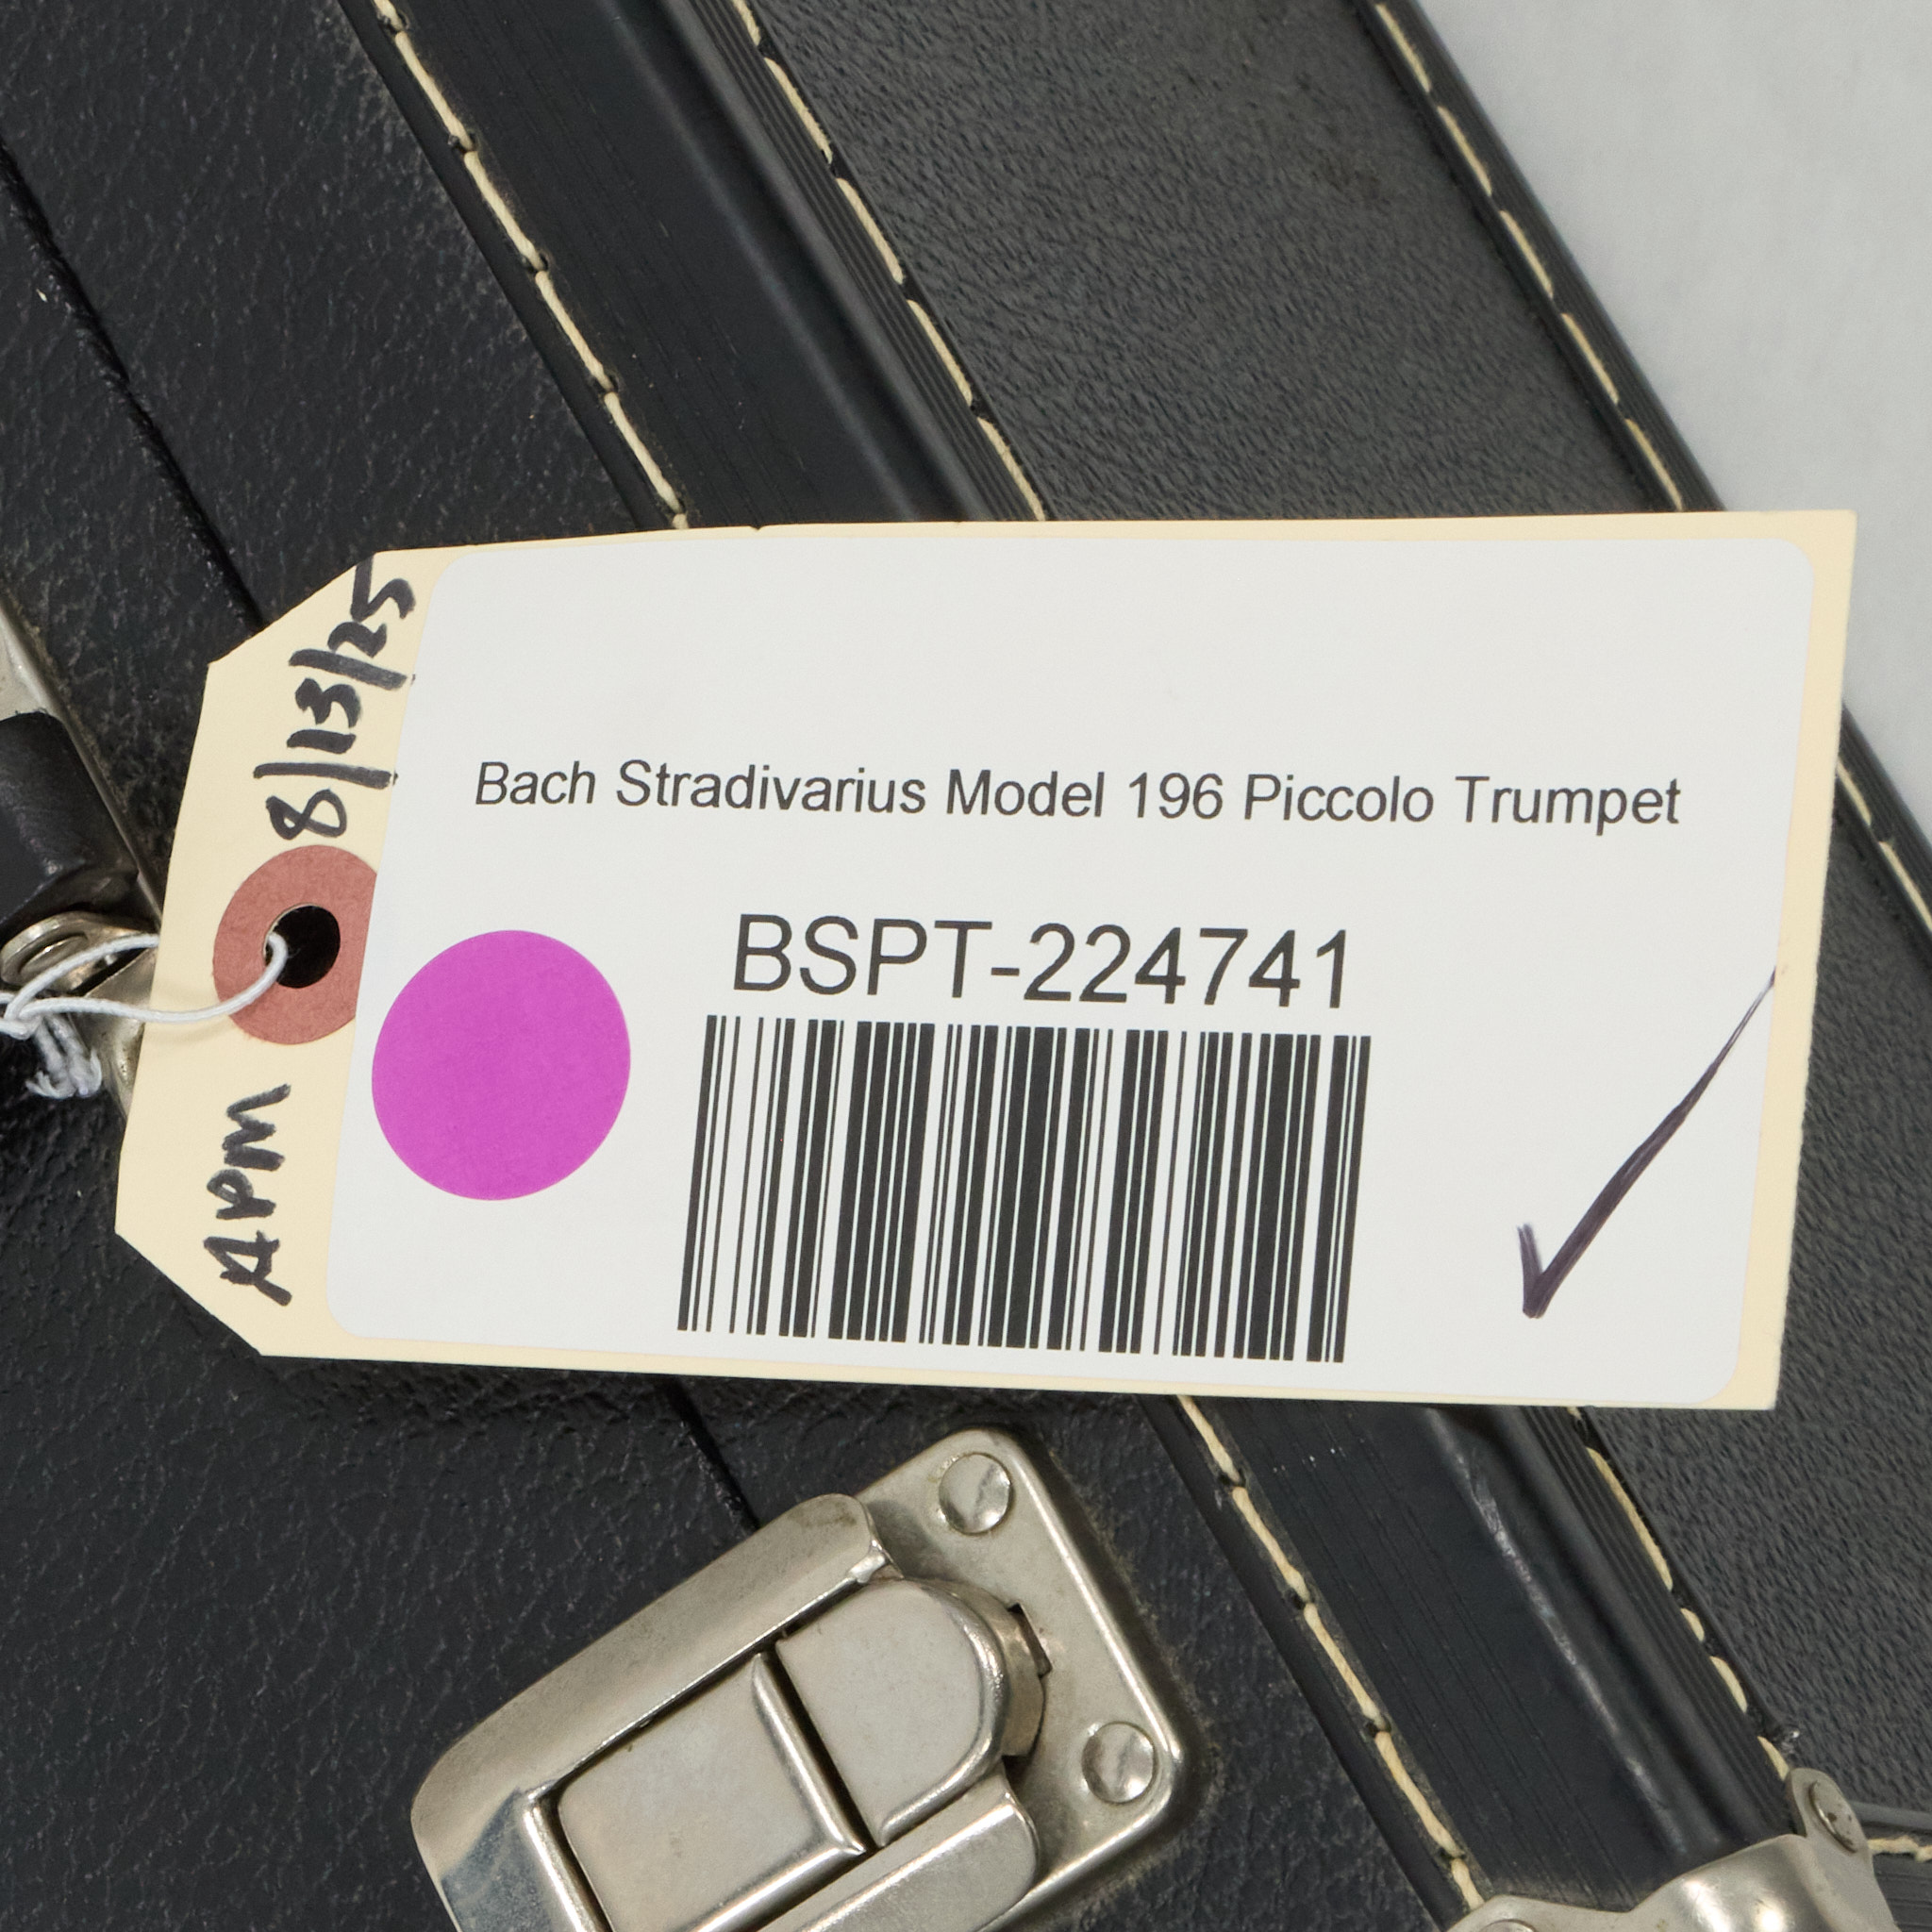 8/13/25
APM
Bach Stradivarius Model 196 Piccolo Trumpet
BSPT-224741